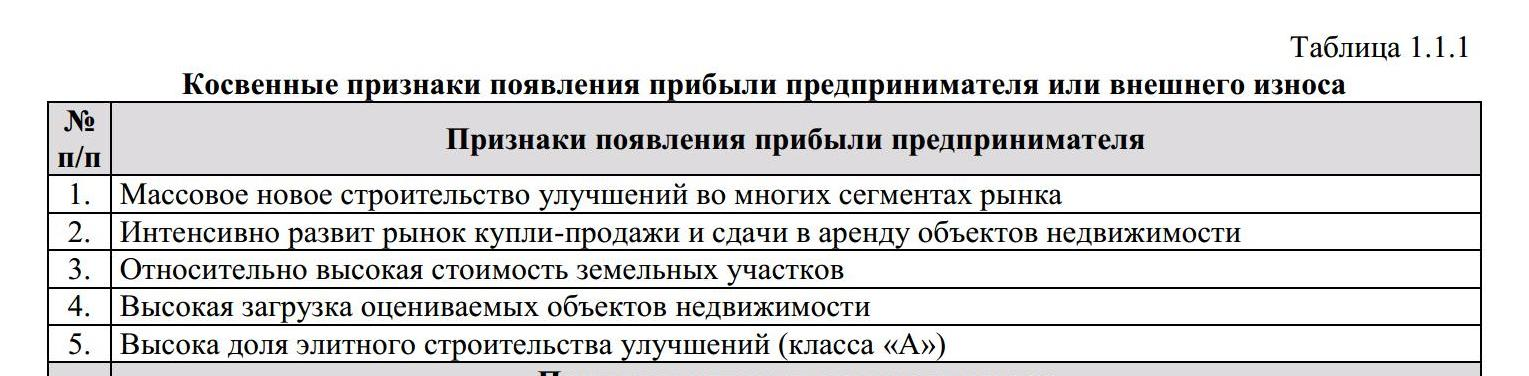 Таблица 1.1.1
Косвенные признаки появления прибыли предпринимателя или внешнего износа
№
п/п
Признаки появления прибыли предпринимателя
1. Массовое новое строительство улучшений во многих сегментах рынка
2. Интенсивно развит рынок купли-продажи и сдачи в аренду объектов недвижимости
3. Относительно высокая стоимость земельных участков
4. Высокая загрузка оцениваемых объектов недвижимости
5. Высока доля элитного строительства улучшений (класса «А»)